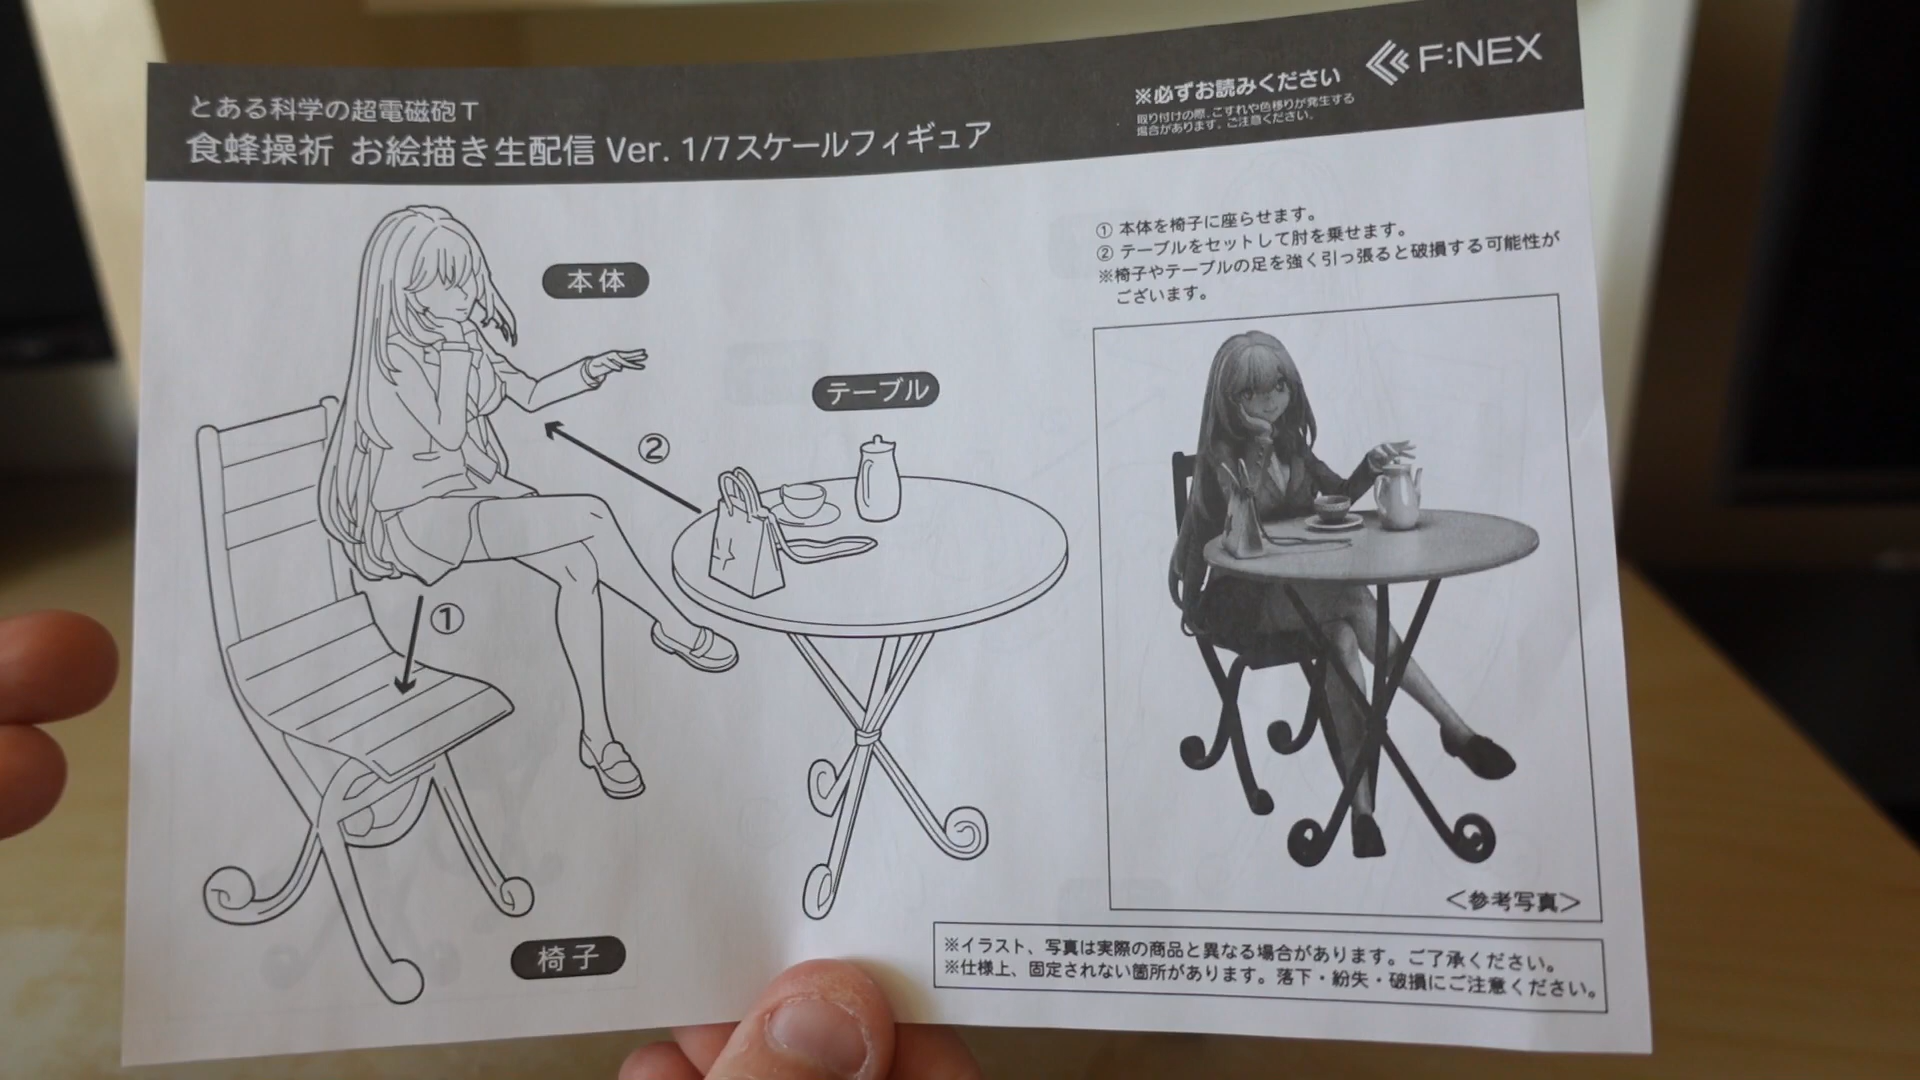 とある科学の超電磁砲T
食蜂操祈 お絵描き生配信 Ver. 1/7スケールフィギュア
※必ずお読みください
取り付けの際、こすれや色移りが発生する
場合があります。ご注意ください。
F:NEX
① 本体を椅子に座らせます。
② テーブルをセットして肘を乗せます。
※椅子やテーブルの足を強く引っ張ると破損する可能性が
ございます。
本体
②
テーブル
①
椅子
<参考写真>
※イラスト、写真は実際の商品と異なる場合があります。ご了承ください。
※仕様上、固定されない箇所があります。落下・紛失・破損にご注意ください。